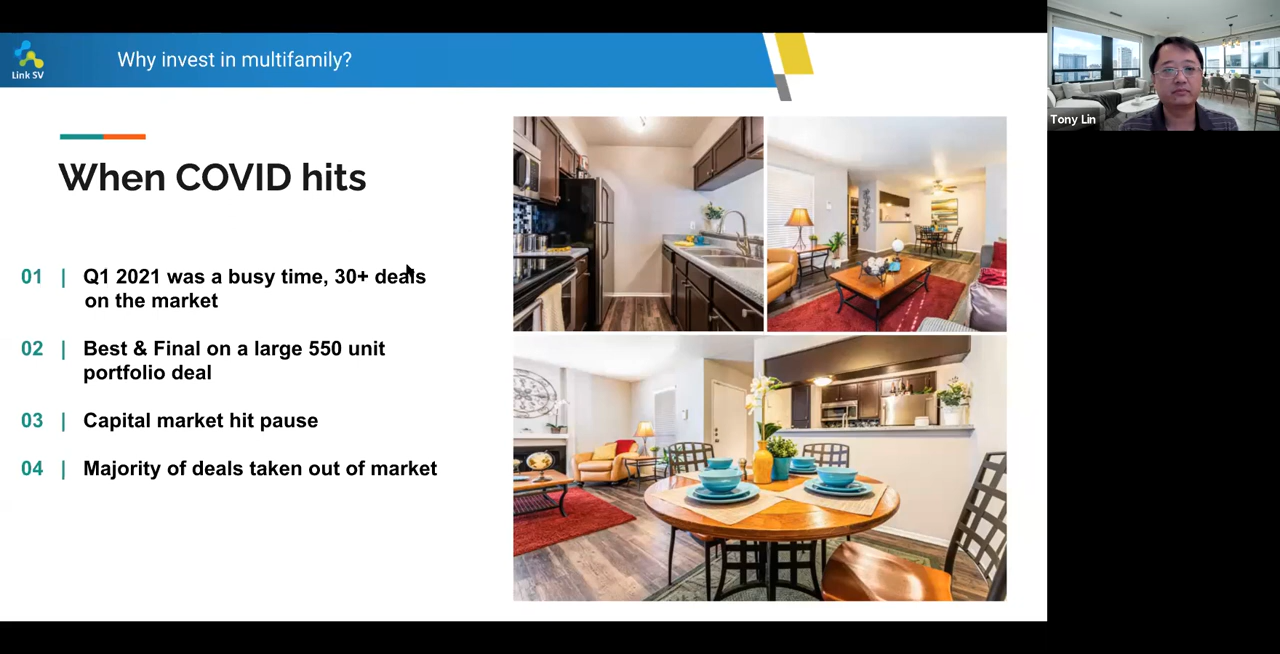 Link SV
Why invest in multifamily?
When COVID hits
01 | Q1 2021 was a busy time, 30+ deals
on the market
02 | Best & Final on a large 550 unit
portfolio deal
03 | Capital market hit pause
04 | Majority of deals taken out of market
Tony Lin